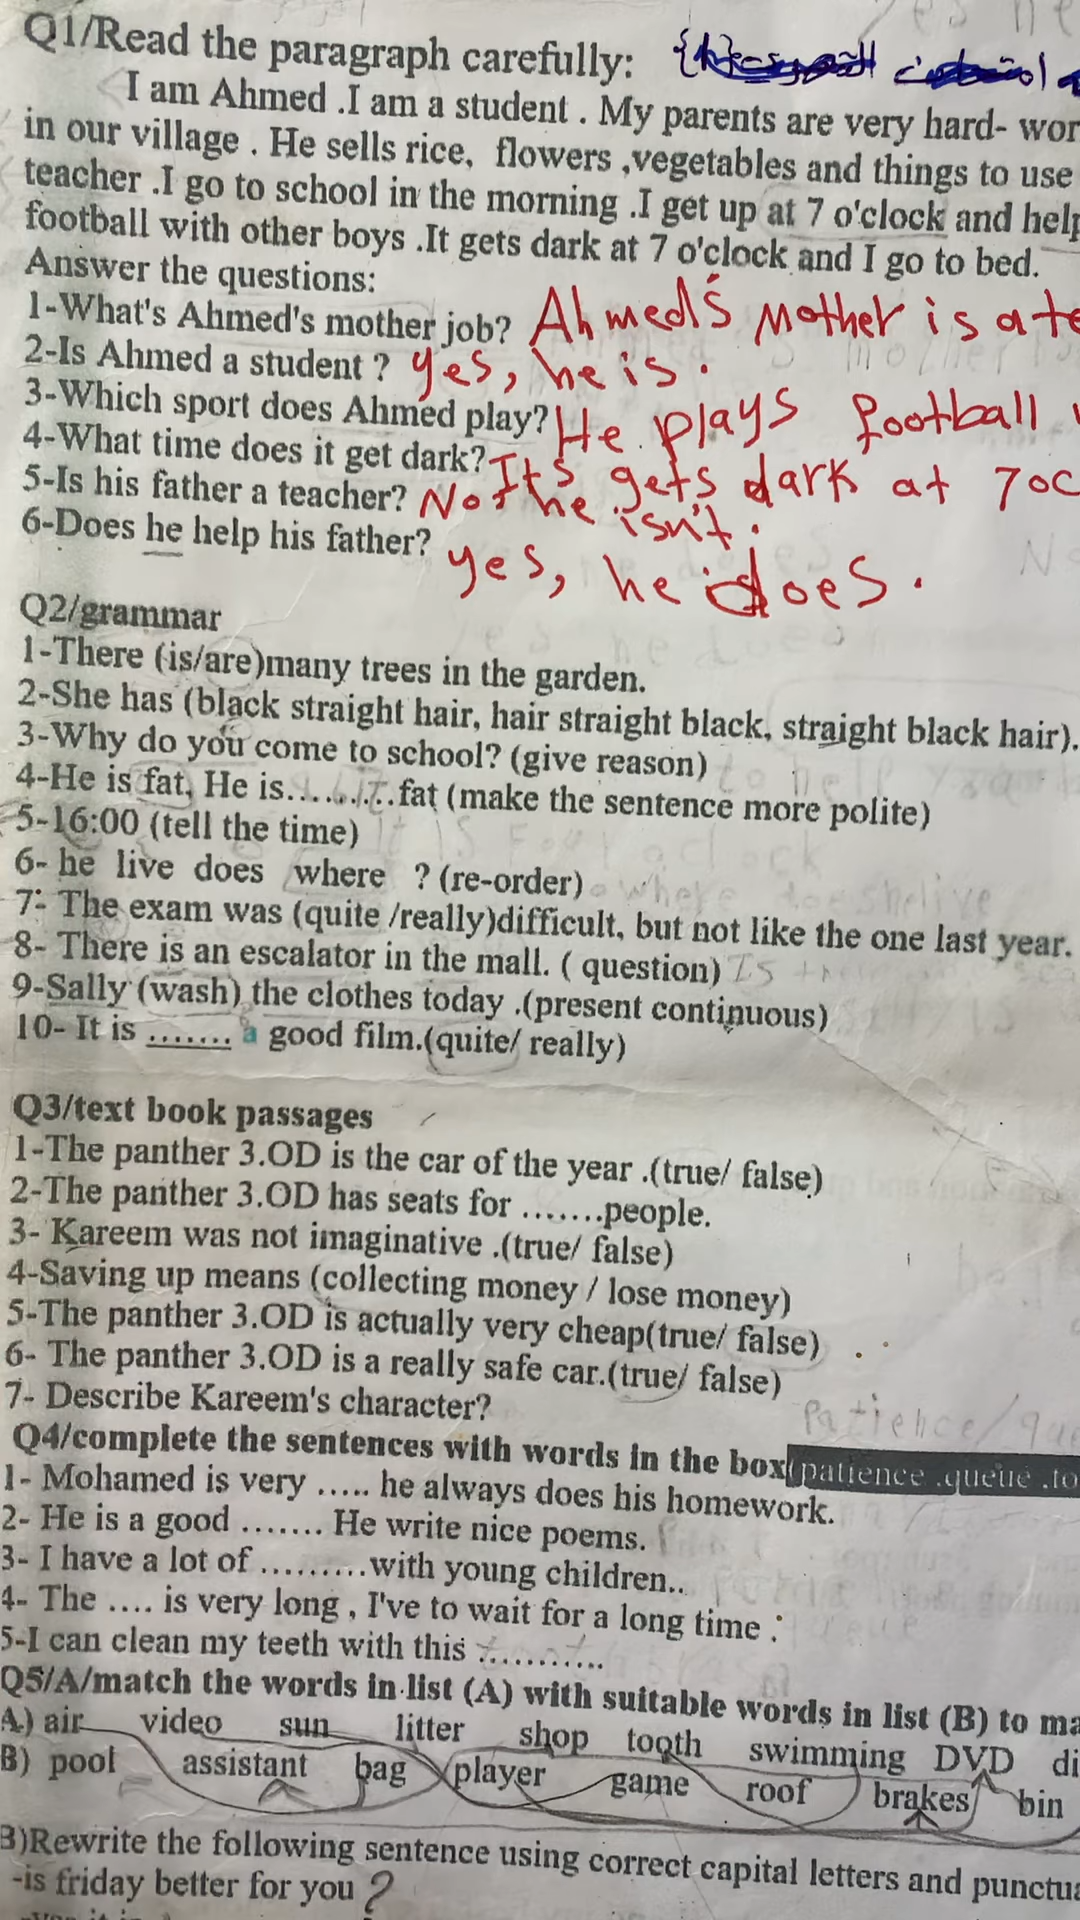 Q1/Read the paragraph carefully:
I am Ahmed .I am a student . My parents are very hard- wor
in our village . He sells rice, flowers ,vegetables and things to use
teacher .I go to school in the morning .I get up at 7 o'clock and help
football with other boys .It gets dark at 7 o'clock and I go to bed.
Answer the questions:
1-What's Ahmed's mother job? Ahmed's Mother is a te
2-Is Ahmed a student ? yes, he is.
3-Which sport does Ahmed play? He plays football
4-What time does it get dark? It's gets dark at 7 oc
5-Is his father a teacher? No, he isn't.
6-Does he help his father? yes, he does.
Q2/grammar
1-There (is/are)many trees in the garden.
2-She has (black straight hair, hair straight black, straight black hair).
3-Why do you come to school? (give reason)
4-He is fat, He is.........fat (make the sentence more polite)
5-16:00 (tell the time)
6- he live does where ? (re-order)
7- The exam was (quite /really)difficult, but not like the one last year.
8- There is an escalator in the mall. ( question)
9-Sally (wash) the clothes today .(present continuous)
10- It is ....... a good film.(quite/ really)
Q3/text book passages
1-The panther 3.OD is the car of the year .(true/ false)
2-The panther 3.OD has seats for .......people.
3- Kareem was not imaginative .(true/ false)
4-Saving up means (collecting money / lose money)
5-The panther 3.OD is actually very cheap(true/ false)
6- The panther 3.OD is a really safe car.(true/ false)
7- Describe Kareem's character?
Q4/complete the sentences with words in the box(patience .queue .to
1- Mohamed is very ..... he always does his homework.
2- He is a good ....... He write nice poems.
3- I have a lot of .........with young children..
4- The .... is very long , I've to wait for a long time .
5-I can clean my teeth with this ...........
Q5/A/match the words in list (A) with suitable words in list (B) to ma
A) air video sun litter shop tooth swimming DVD di
B) pool assistant bag player game roof brakes bin
B)Rewrite the following sentence using correct capital letters and punctua
-is friday better for you ?